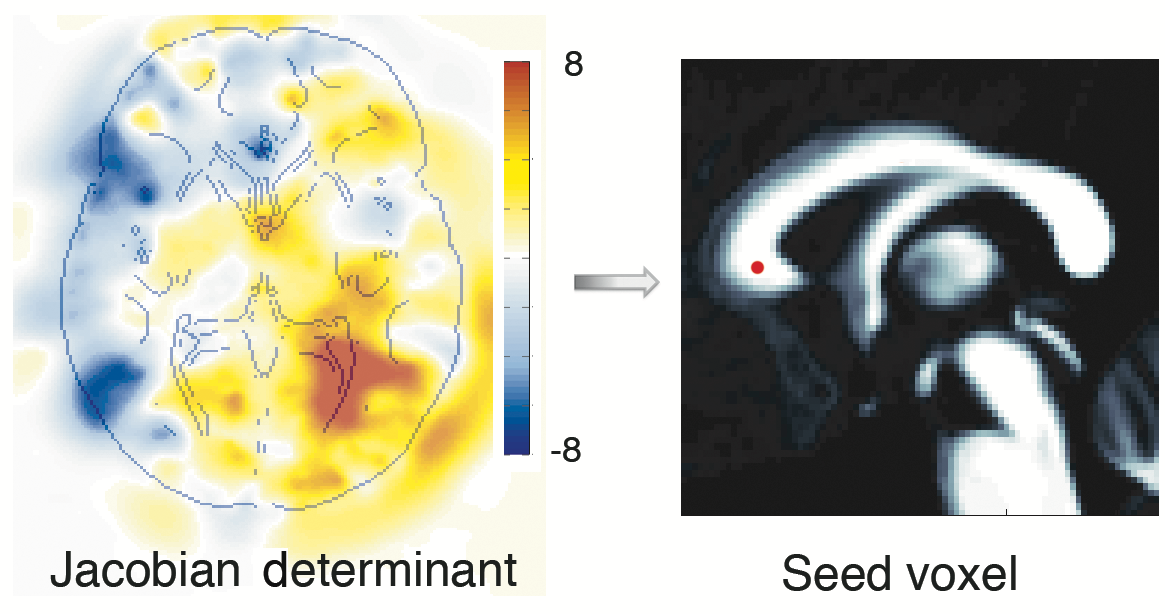 8
-8
Jacobian determinant
Seed voxel